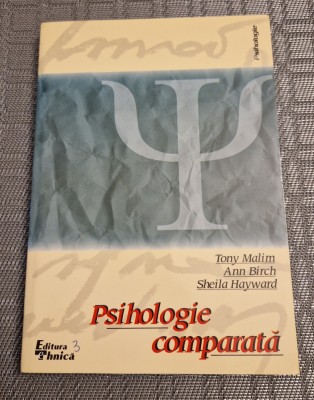 Psihologie
Ψ
Tony Malim
Ann Birch
Sheila Hayward
Psihologie
comparată
Editura
Tehnică
3